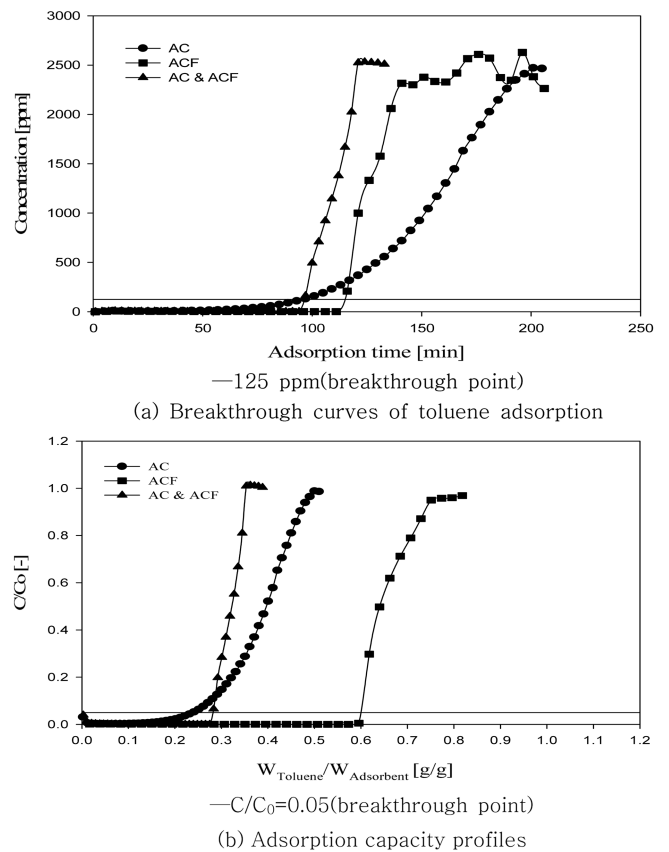 3000
2500
2000
1500
1000
500
0
Concentration [ppm]
AC
ACF
AC & ACF
0 50 100 150 200 250
Adsorption time [min]
—125 ppm(breakthrough point)
(a) Breakthrough curves of toluene adsorption
1.2
1.0
0.8
0.6
0.4
0.2
0.0
C/Co [-]
AC
ACF
AC & ACF
0.0 0.1 0.2 0.3 0.4 0.5 0.6 0.7 0.8 0.9 1.0 1.1 1.2
W_Toluene/W_Adsorbent [g/g]
—C/C₀=0.05(breakthrough point)
(b) Adsorption capacity profiles